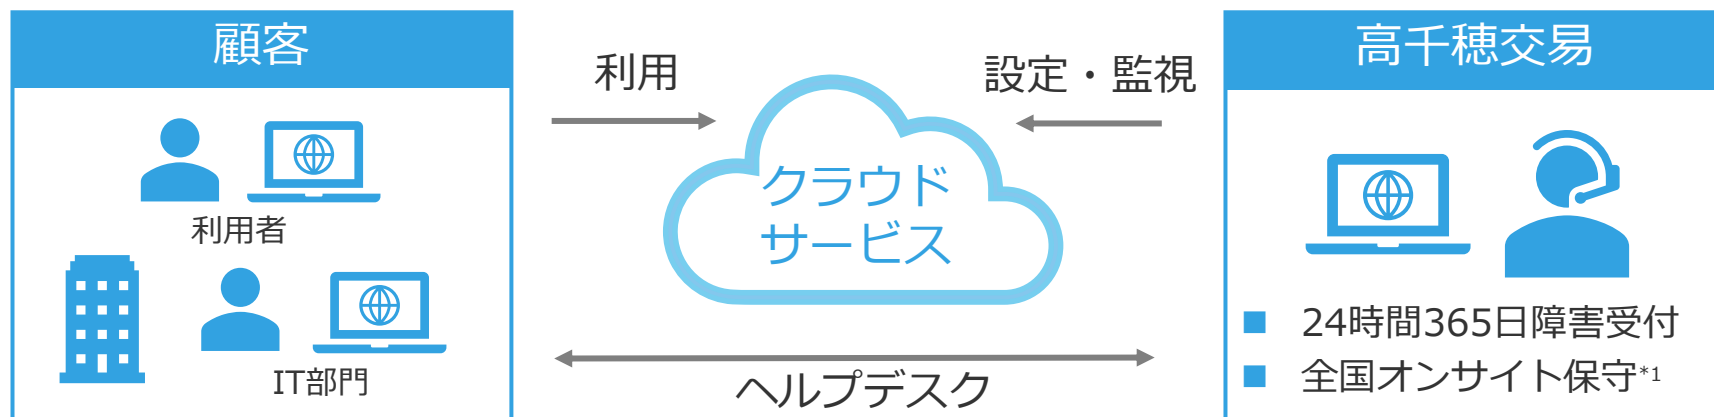 顧客
利用者
IT部門
利用
設定・監視
クラウド
サービス
ヘルプデスク
高千穂交易
■ 24時間365日障害受付
■ 全国オンサイト保守*1